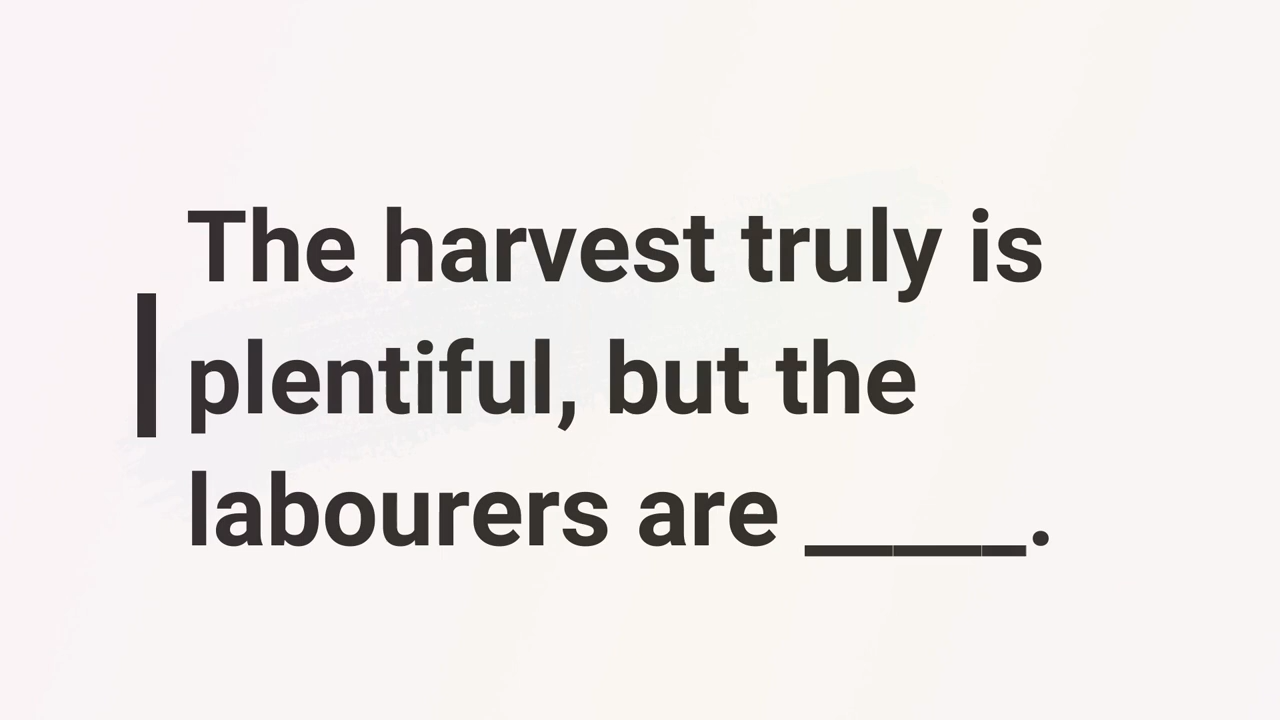 The harvest truly is
plentiful, but the
labourers are _____.